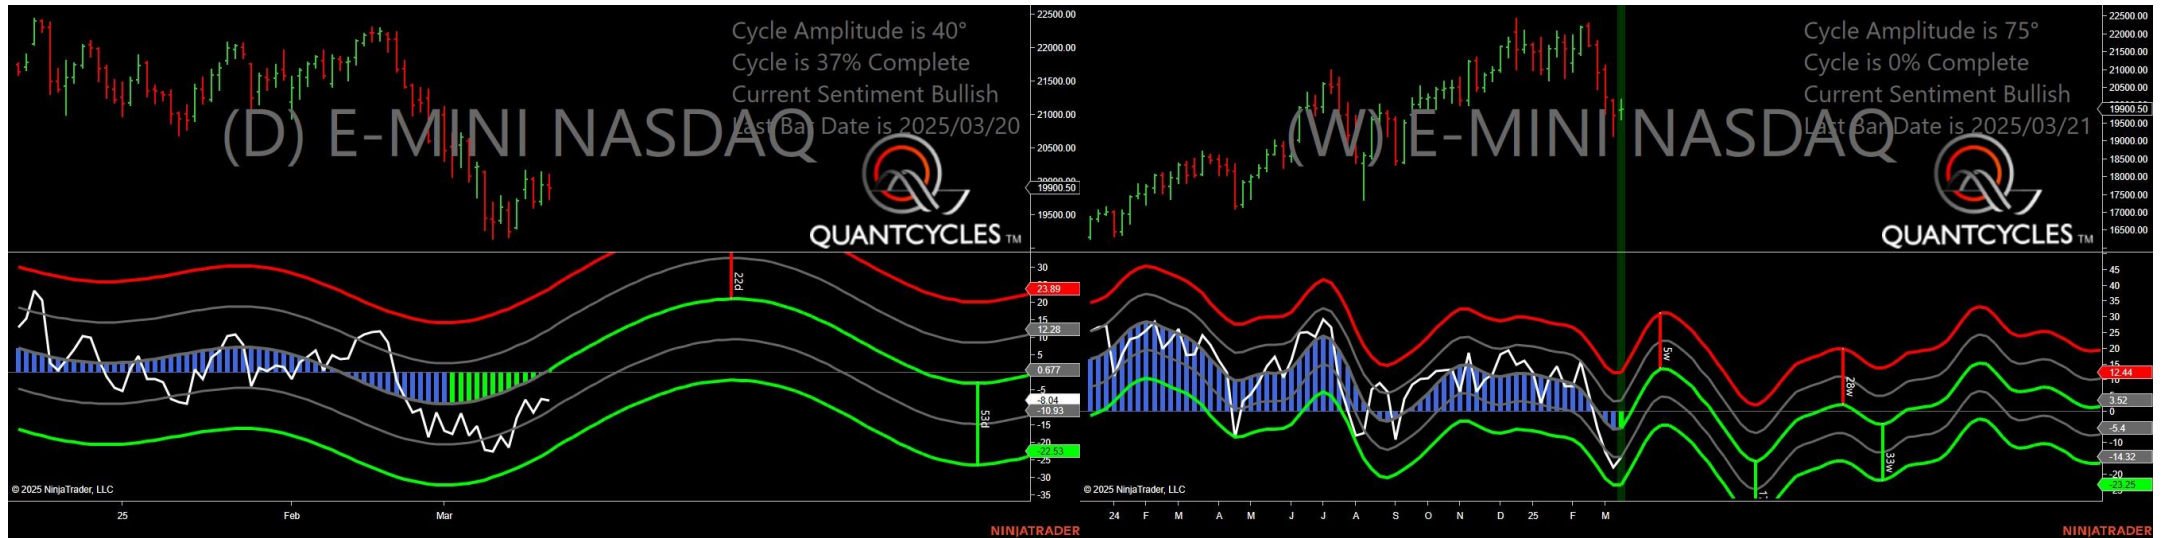 Cycle Amplitude is 40°
Cycle is 37% Complete
Current Sentiment Bullish
Last Bar Date is 2025/03/20
(D) E-MINI NASDAQ
QUANTCYCLES TM
22500.00
22000.00
21500.00
21000.00
20500.00
20000.00
19900.50
19500.00
22d
53d
30
23.89
20
12.28
10
5
0.677
-5
-8.04
-10.93
-15
-20
-22.53
-25
-30
-35
© 2025 NinjaTrader, LLC
25
Feb
Mar
NINJATRADER
Cycle Amplitude is 75°
Cycle is 0% Complete
Current Sentiment Bullish
Last Bar Date is 2025/03/21
(W) E-MINI NASDAQ
QUANTCYCLES TM
22500.00
22000.00
21500.00
21000.00
20500.00
19900.50
19500.00
19000.00
18500.00
18000.00
17500.00
17000.00
16500.00
5w
28w
33w
45
40
35
30
25
20
15
12.44
10
3.52
0
-5.4
-10
-14.32
-20
-23.25
© 2025 NinjaTrader, LLC
24 F M A M J J A S O N D 25 F M
NINJATRADER